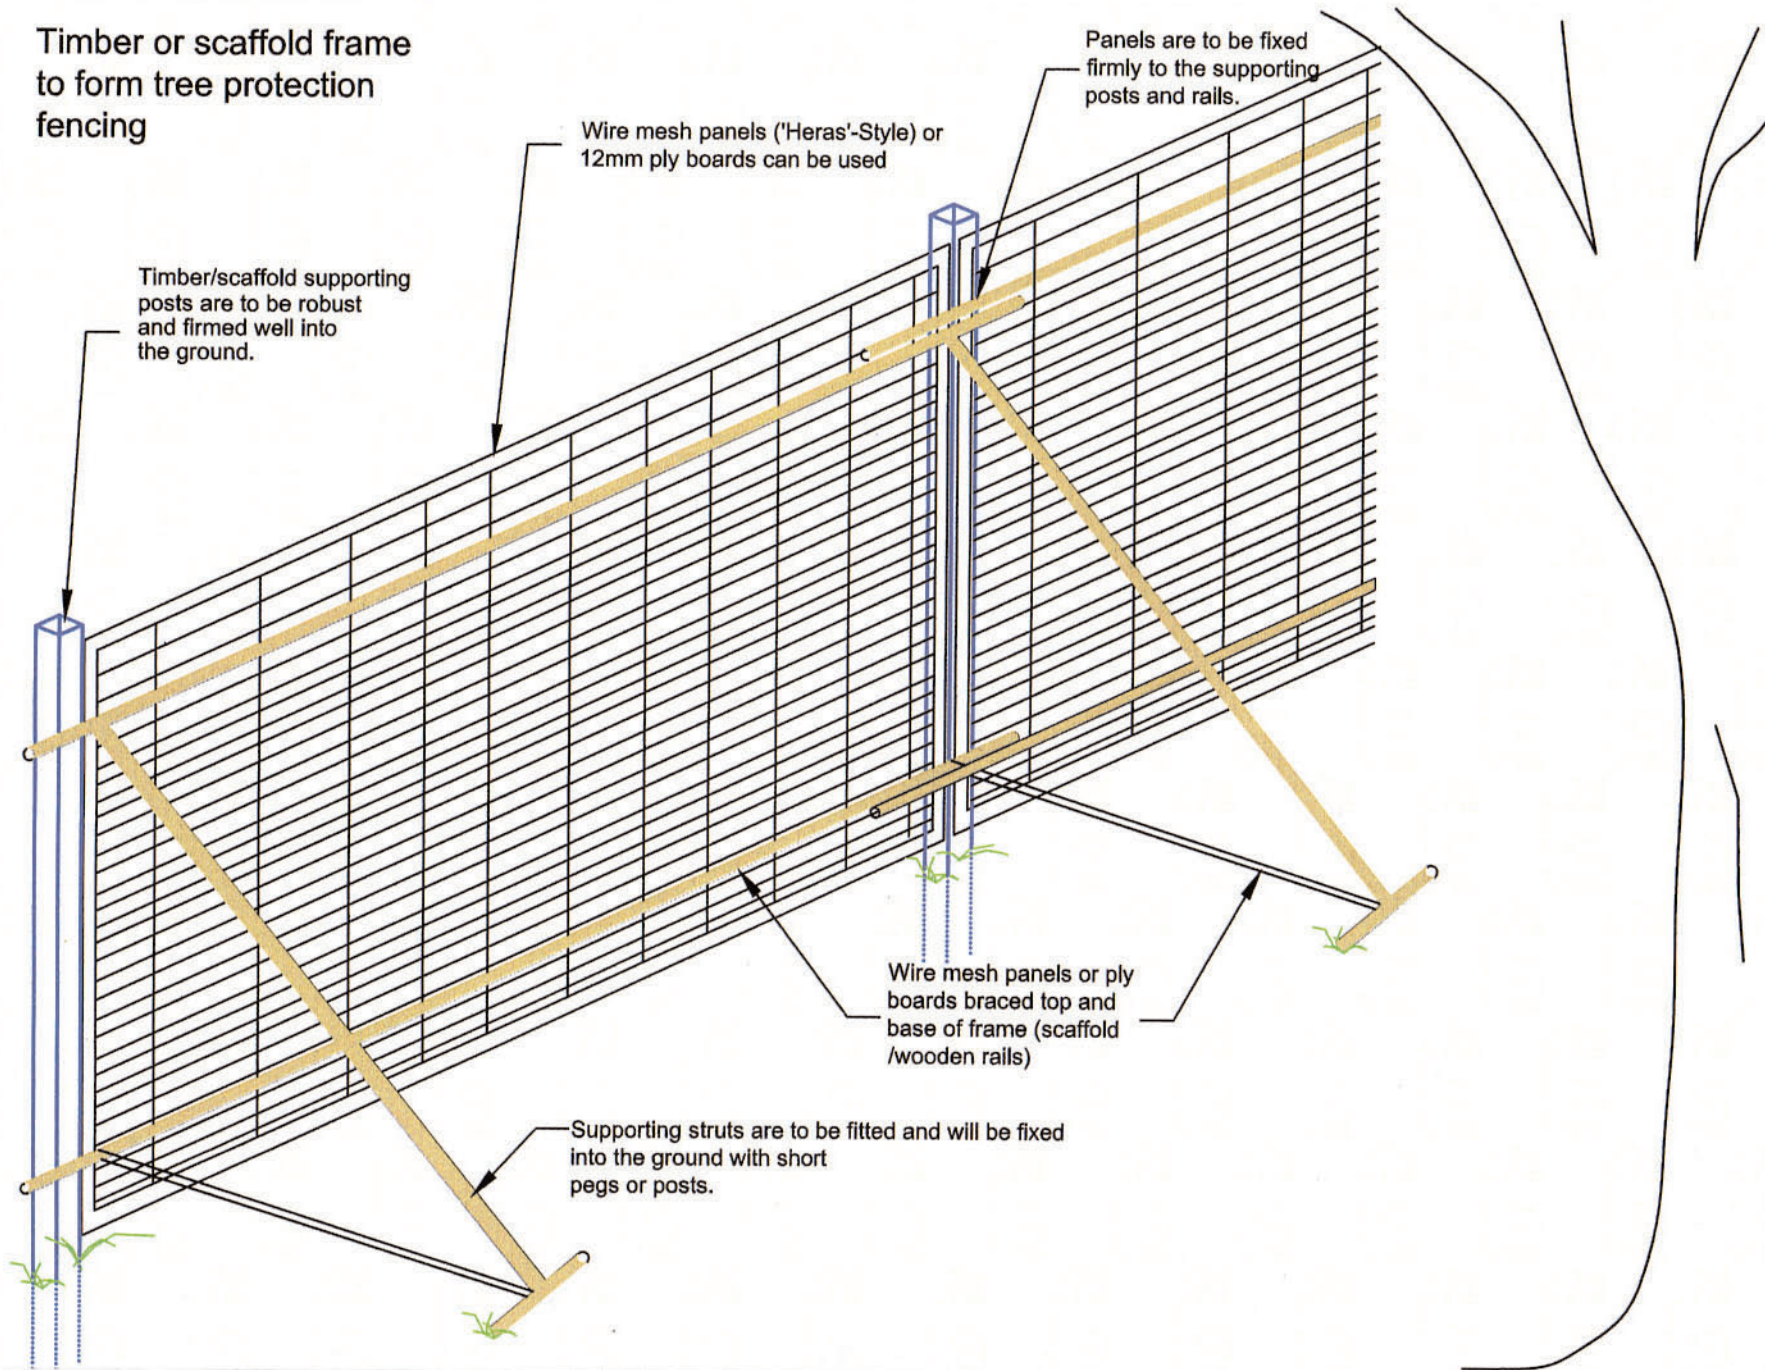 Timber or scaffold frame
to form tree protection
fencing
Panels are to be fixed
firmly to the supporting
posts and rails.
Wire mesh panels ('Heras'-Style) or
12mm ply boards can be used
Timber/scaffold supporting
posts are to be robust
and firmed well into
the ground.
Wire mesh panels or ply
boards braced top and
base of frame (scaffold
/wooden rails)
Supporting struts are to be fitted and will be fixed
into the ground with short
pegs or posts.